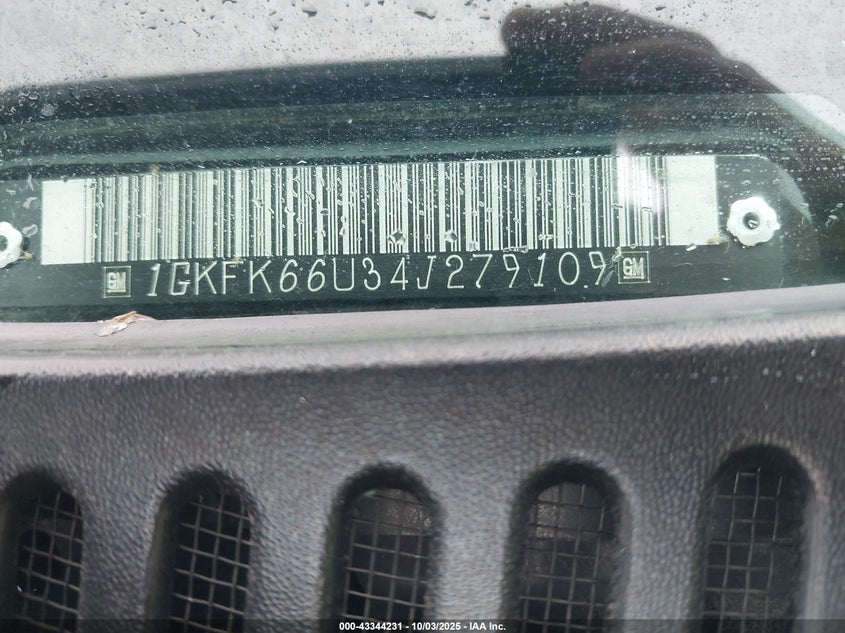 GM 1GKFK66U34J279109 GM
000-43344231 - 10/03/2025 - IAA Inc.